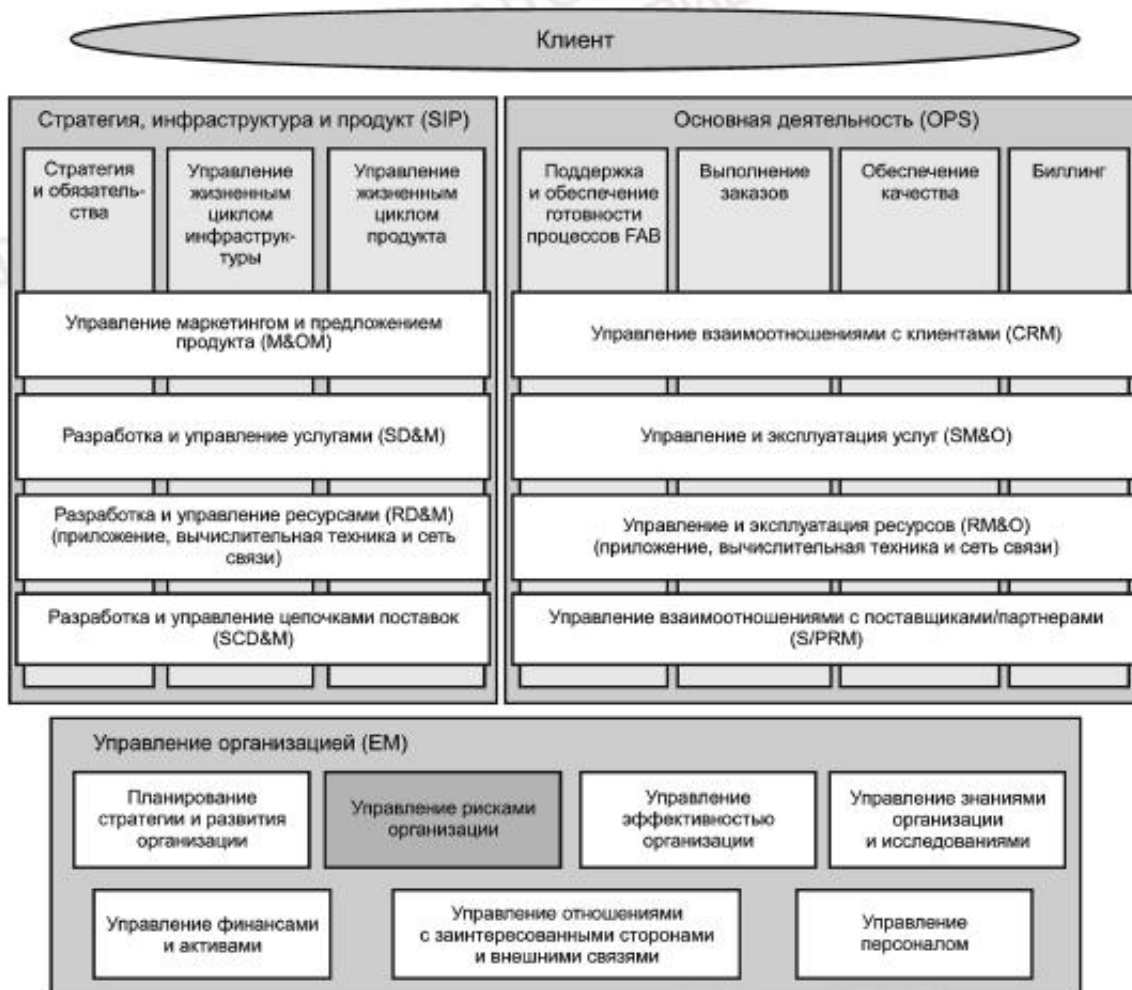 Клиент
Стратегия, инфраструктура и продукт (SIP)
Стратегия
и обязатель-
ства
Управление
жизненным
циклом
инфраструк-
туры
Управление
жизненным
циклом
продукта
Управление маркетингом и предложением
продукта (M&OM)
Разработка и управление услугами (SD&M)
Разработка и управление ресурсами (RD&M)
(приложение, вычислительная техника и сеть
связи)
Разработка и управление цепочками поставок
(SCD&M)
Основная деятельность (OPS)
Поддержка
и обеспечение
готовности
процессов FAB
Выполнение
заказов
Обеспечение
качества
Биллинг
Управление взаимоотношениями с клиентами (CRM)
Управление и эксплуатация услуг (SM&O)
Управление и эксплуатация ресурсов (RM&O)
(приложение, вычислительная техника и сеть связи)
Управление взаимоотношениями с поставщиками/партнерами
(S/PRM)
Управление организацией (EM)
Планирование
стратегии и развития
организации
Управление рисками
организации
Управление
эффективностью
организации
Управление знаниями
организации
и исследованиями
Управление финансами
и активами
Управление отношениями
с заинтересованными сторонами
и внешними связями
Управление
персоналом